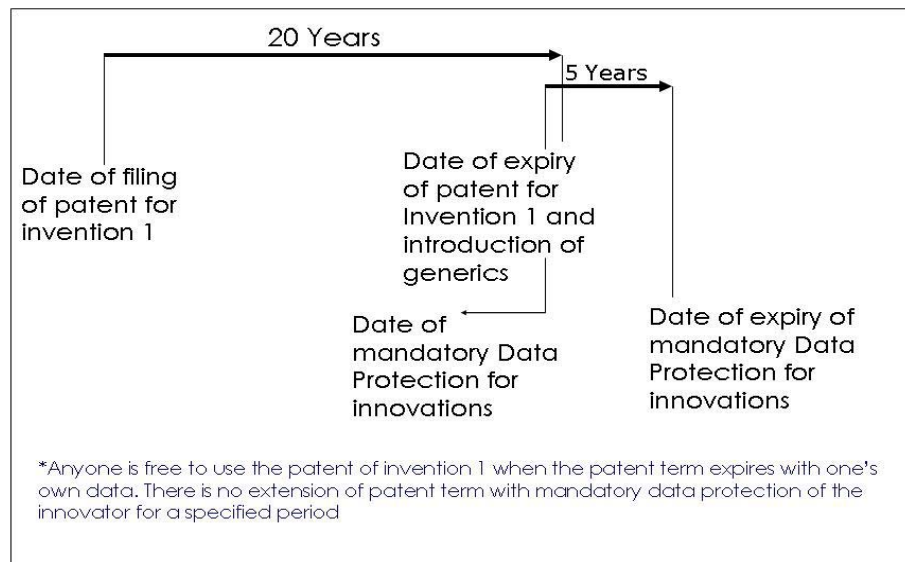 20 Years
5 Years
Date of filing
of patent for
invention 1
Date of expiry
of patent for
Invention 1 and
introduction of
generics
Date of
mandatory Data
Protection for
innovations
Date of expiry of
mandatory Data
Protection for
innovations
*Anyone is free to use the patent of invention 1 when the patent term expires with one's
own data. There is no extension of patent term with mandatory data protection of the
innovator for a specified period